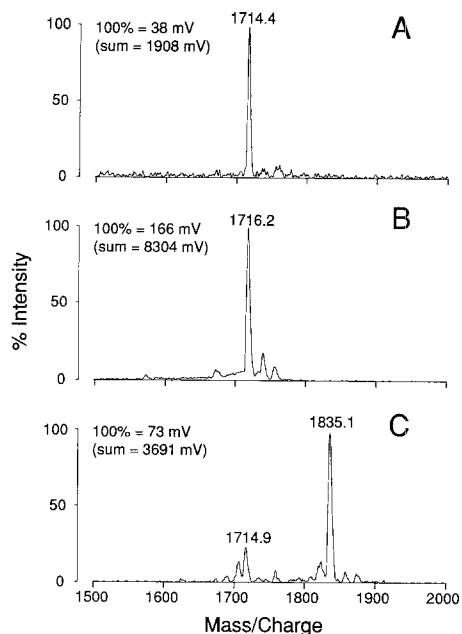 100% = 38 mV
(sum = 1908 mV)
1714.4
A
100
50
0
100% = 166 mV
(sum = 8304 mV)
1716.2
B
100
50
0
% Intensity
100% = 73 mV
(sum = 3691 mV)
1835.1
C
100
50
0
1714.9
1500 1600 1700 1800 1900 2000
Mass/Charge